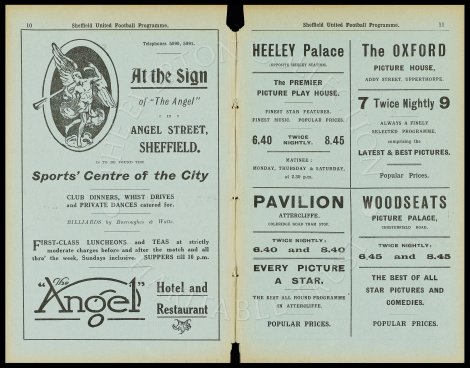 10 Sheffield United Football Programme.
Telephones 5890, 5891.
At the Sign
of "The Angel"
IN
ANGEL STREET,
SHEFFIELD.
IS TO BE FOUND THE
Sports' Centre of the City
CLUB DINNERS, WHIST DRIVES
and PRIVATE DANCES catered for.
BILLIARDS by Burroughes & Watts.
FIRST-CLASS LUNCHEONS and TEAS at strictly
moderate charges before and after the match and all
thro' the week, Sundays inclusive. SUPPERS till 10 p.m.
"The Angel"
Hotel and
Restaurant
Sheffield United Football Programme. 11
HEELEY Palace
(OPPOSITE HEELEY STATION).
The PREMIER
PICTURE PLAY HOUSE.
FINEST STAR FEATURES.
FINEST MUSIC. POPULAR PRICES.
6.40 TWICE NIGHTLY: 8.45
MATINEE:
MONDAY, THURSDAY & SATURDAY,
at 2.30 p.m.
The OXFORD
PICTURE HOUSE,
ADDY STREET, UPPERTHORPE.
7 Twice Nightly 9
ALWAYS A FINELY
SELECTED PROGRAMME,
comprising the
LATEST & BEST PICTURES.
Popular Prices.
PAVILION
ATTERCLIFFE.
COLERIDGE ROAD TRAM STOP.
TWICE NIGHTLY:
6.40 and 8.40
EVERY PICTURE
A STAR.
THE BEST ALL ROUND PROGRAMME
IN ATTERCLIFFE.
POPULAR PRICES.
WOODSEATS
PICTURE PALACE,
CHESTERFIELD ROAD.
TWICE NIGHTLY:
6.45 and 8.45
THE BEST OF ALL
STAR PICTURES AND
COMEDIES.
POPULAR PRICES.